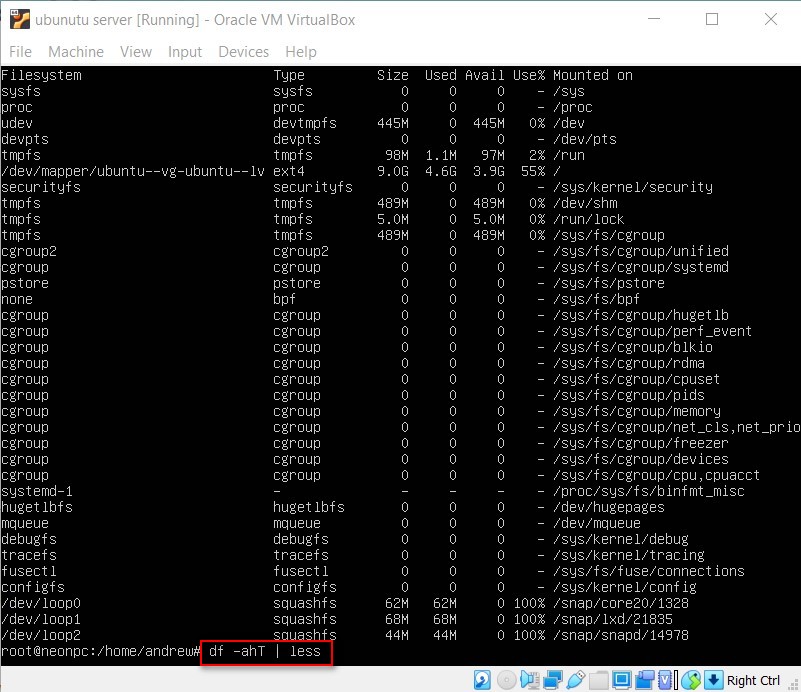 ubunutu server [Running] - Oracle VM VirtualBox
File Machine View Input Devices Help
Filesystem Type Size Used Avail Use% Mounted on
sysfs sysfs 0 0 0 - /sys
proc proc 0 0 0 - /proc
udev devtmpfs 445M 0 445M 0% /dev
devpts devpts 0 0 0 - /dev/pts
tmpfs tmpfs 98M 1.1M 97M 2% /run
/dev/mapper/ubuntu--vg-ubuntu--lv ext4 9.0G 4.6G 3.9G 55% /
securityfs securityfs 0 0 0 - /sys/kernel/security
tmpfs tmpfs 489M 0 489M 0% /dev/shm
tmpfs tmpfs 5.0M 0 5.0M 0% /run/lock
tmpfs tmpfs 489M 0 489M 0% /sys/fs/cgroup
cgroup2 cgroup2 0 0 0 - /sys/fs/cgroup/unified
cgroup cgroup 0 0 0 - /sys/fs/cgroup/systemd
pstore pstore 0 0 0 - /sys/fs/pstore
none bpf 0 0 0 - /sys/fs/bpf
cgroup cgroup 0 0 0 - /sys/fs/cgroup/hugetlb
cgroup cgroup 0 0 0 - /sys/fs/cgroup/perf_event
cgroup cgroup 0 0 0 - /sys/fs/cgroup/blkio
cgroup cgroup 0 0 0 - /sys/fs/cgroup/rdma
cgroup cgroup 0 0 0 - /sys/fs/cgroup/cpuset
cgroup cgroup 0 0 0 - /sys/fs/cgroup/pids
cgroup cgroup 0 0 0 - /sys/fs/cgroup/memory
cgroup cgroup 0 0 0 - /sys/fs/cgroup/net_cls,net_prio
cgroup cgroup 0 0 0 - /sys/fs/cgroup/freezer
cgroup cgroup 0 0 0 - /sys/fs/cgroup/devices
cgroup cgroup 0 0 0 - /sys/fs/cgroup/cpu,cpuacct
systemd-1 - - - - - /proc/sys/fs/binfmt_misc
hugetlbfs hugetlbfs 0 0 0 - /dev/hugepages
mqueue mqueue 0 0 0 - /dev/mqueue
debugfs debugfs 0 0 0 - /sys/kernel/debug
tracefs tracefs 0 0 0 - /sys/kernel/tracing
fusectl fusectl 0 0 0 - /sys/fs/fuse/connections
configfs configfs 0 0 0 - /sys/kernel/config
/dev/loop0 squashfs 62M 62M 0 100% /snap/core20/1328
/dev/loop1 squashfs 68M 68M 0 100% /snap/lxd/21835
/dev/loop2 squashfs 44M 44M 0 100% /snap/snapd/14978
root@neonpc:/home/andrew# df -ahT | less
Right Ctrl